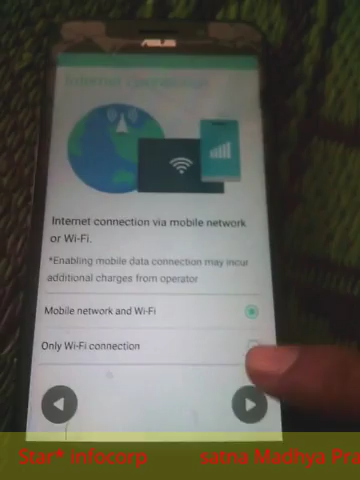 ASUS
Internet connection
Internet connection via mobile network
or Wi-Fi.
*Enabling mobile data connection may incur
additional charges from operator
Mobile network and Wi-Fi
Only Wi-Fi connection
Star* infocorp satna Madhya Pra